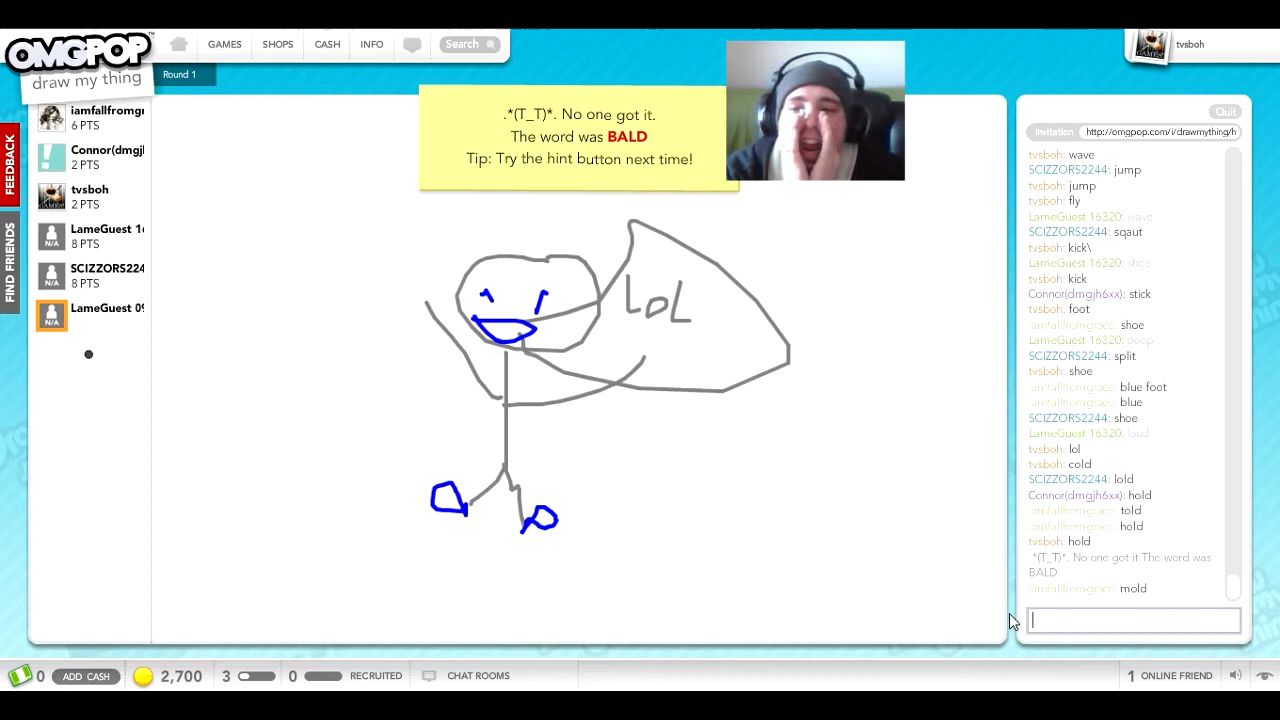 OMGPOP
TM
draw my thing
GAMES
SHOPS
CASH
INFO
Search
tvsboh
Round 1
FEEDBACK
FIND FRIENDS
iamfallfromgr
6 PTS
Connor(dmgjl
2 PTS
tvsboh
2 PTS
LameGuest 16
8 PTS
SCIZZORS224
8 PTS
LameGuest 09
N/A
N/A
N/A
.*(T_T)*. No one got it.
The word was BALD
Tip: Try the hint button next time!
LOL
Quit
Invitation http://omgpop.com/i/drawmything/h
tvsboh: wave
SCIZZORS2244: jump
tvsboh: jump
tvsboh: fly
LameGuest 16320: wave
SCIZZORS2244: sqaut
tvsboh: kick\
LameGuest 16320: shoe
tvsboh: kick
Connor(dmgjh6xx): stick
tvsboh: foot
iamfallfromgrace: shoe
LameGuest 16320: poop
SCIZZORS2244: split
tvsboh: shoe
iamfallfromgrace: blue foot
iamfallfromgrace: blue
SCIZZORS2244: shoe
LameGuest 16320: loud
tvsboh: lol
tvsboh: cold
SCIZZORS2244: lold
Connor(dmgjh6xx): hold
iamfallfromgrace: told
iamfallfromgrace: hold
tvsboh: hold
.*(T_T)*. No one got it.The word was
BALD
iamfallfromgrace: mold
0
ADD CASH
2,700
3
0
RECRUITED
CHAT ROOMS
1 ONLINE FRIEND